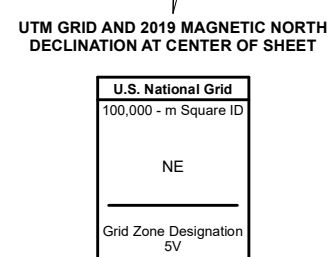 UTM GRID AND 2019 MAGNETIC NORTH
DECLINATION AT CENTER OF SHEET
U.S. National Grid
100,000 - m Square ID
NE
Grid Zone Designation
5V